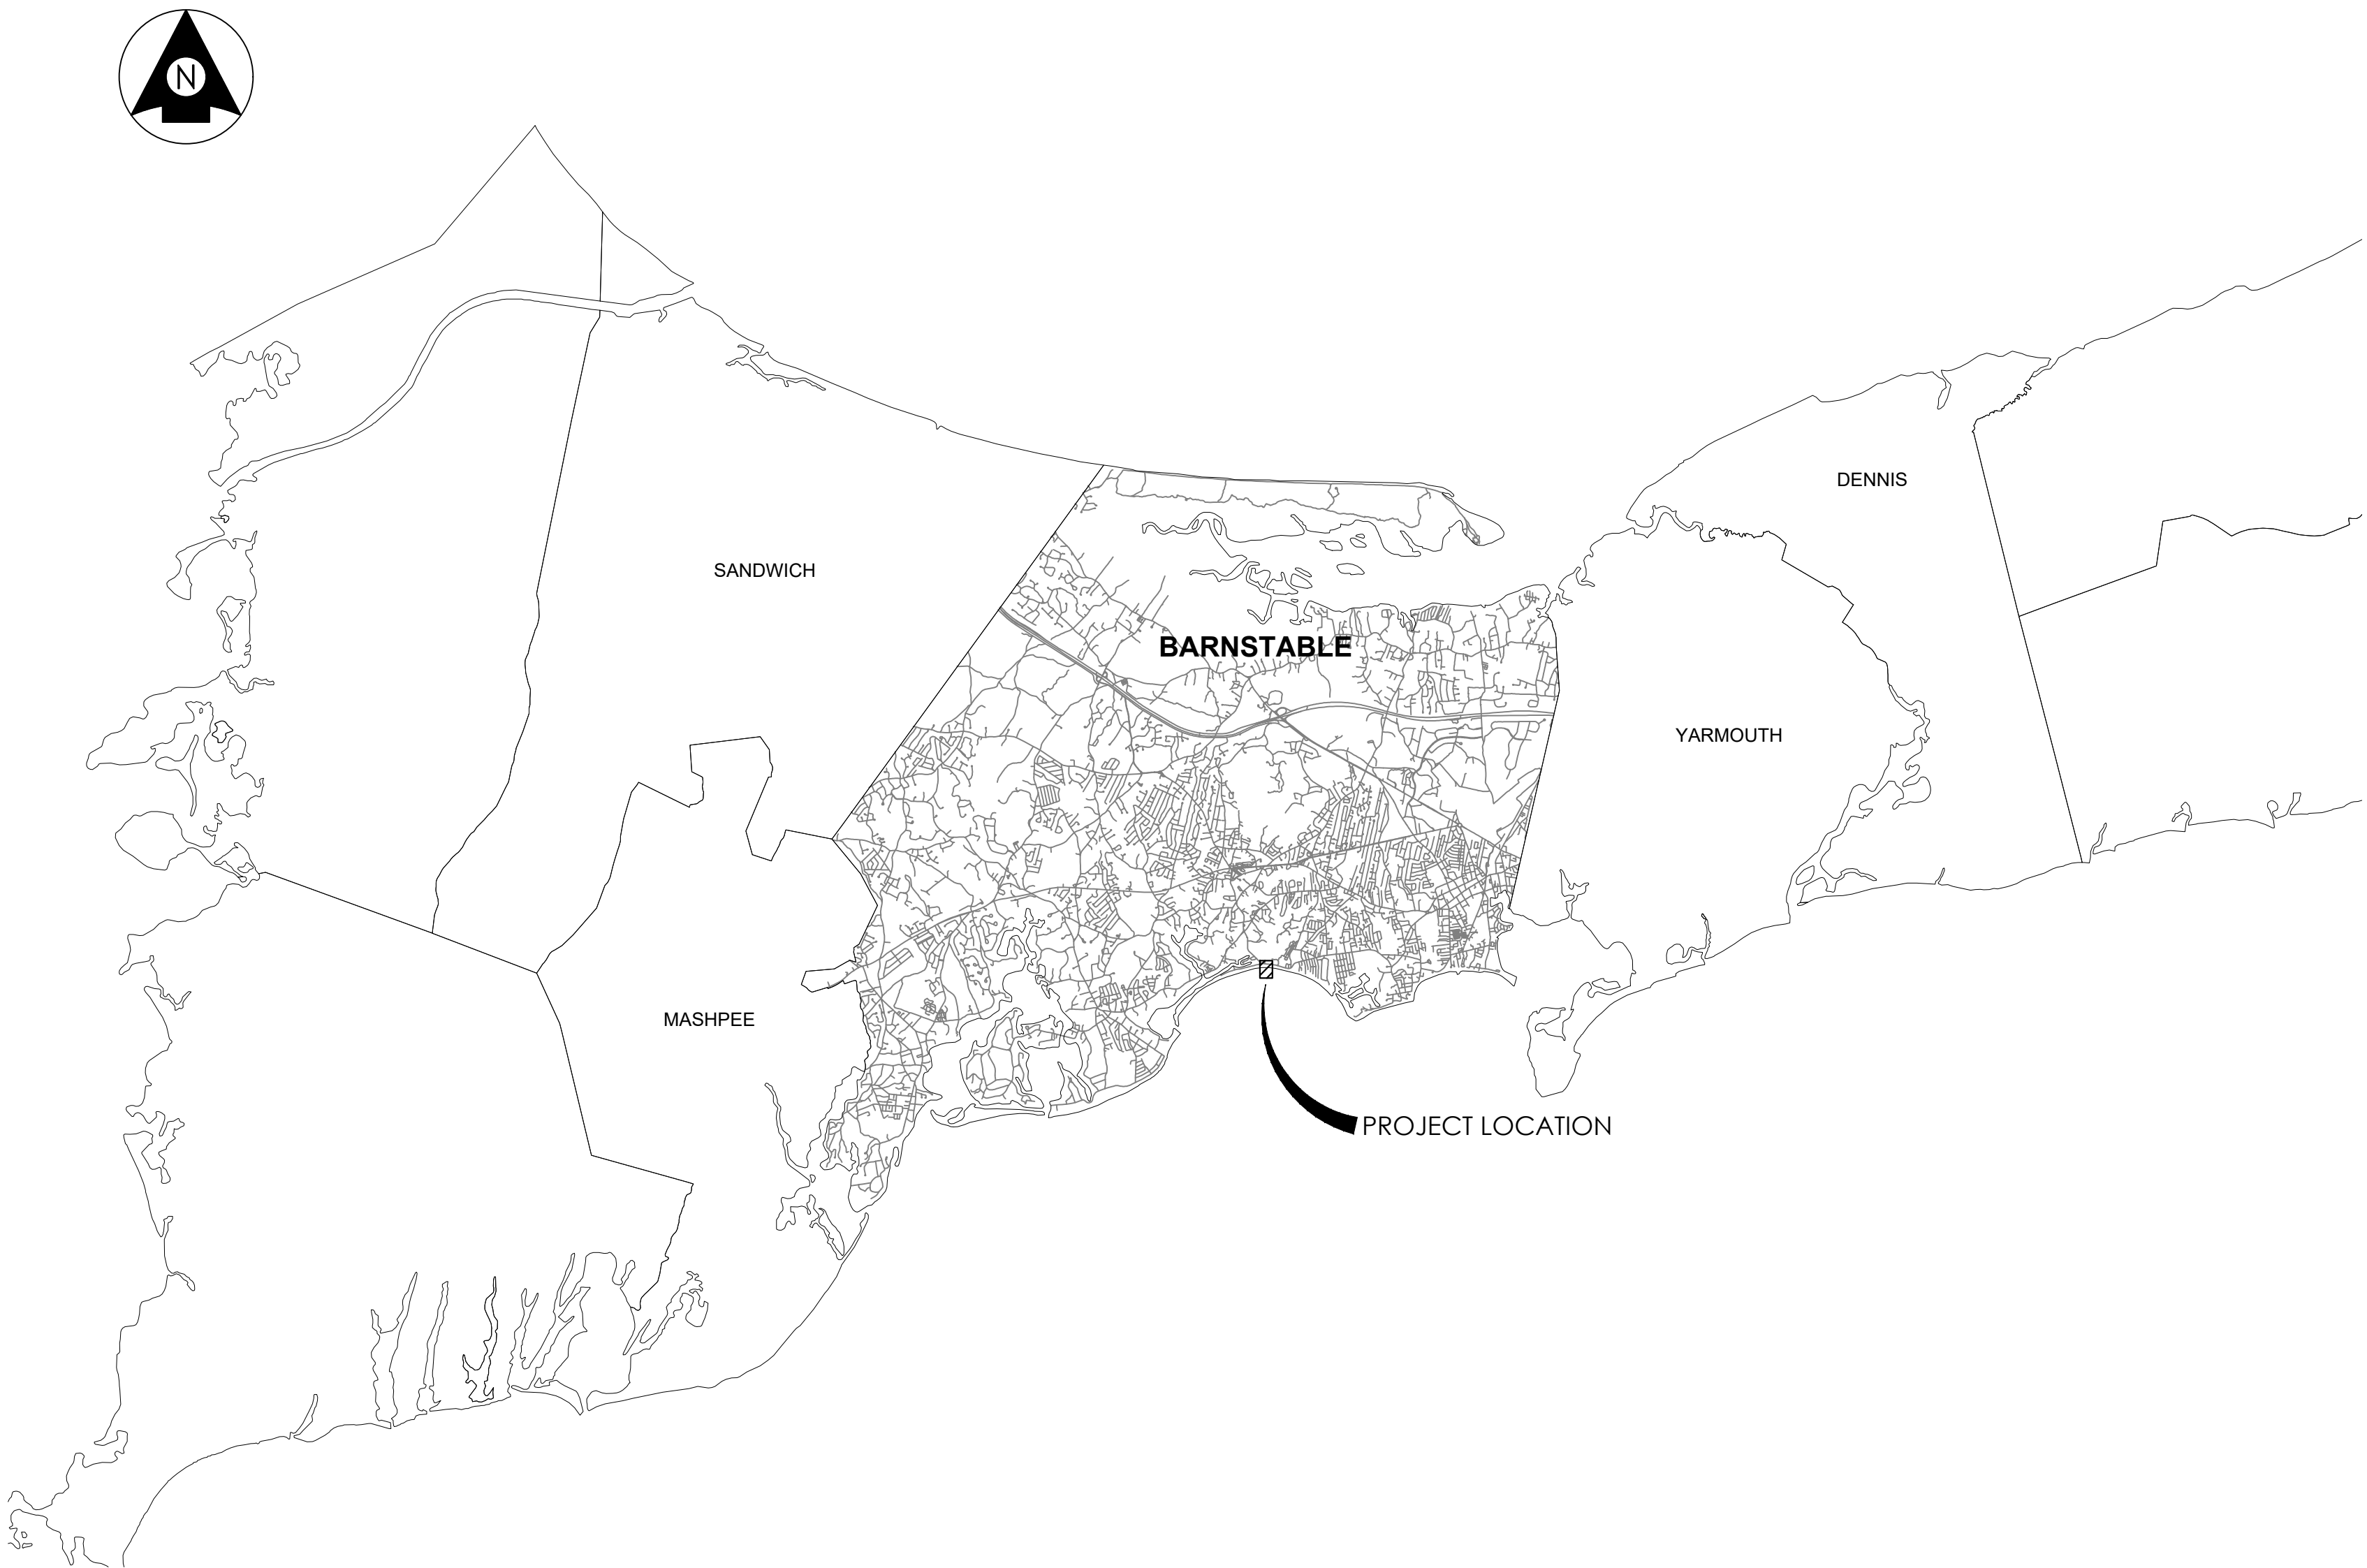 N
DENNIS
SANDWICH
BARNSTABLE
YARMOUTH
MASHPEE
PROJECT LOCATION